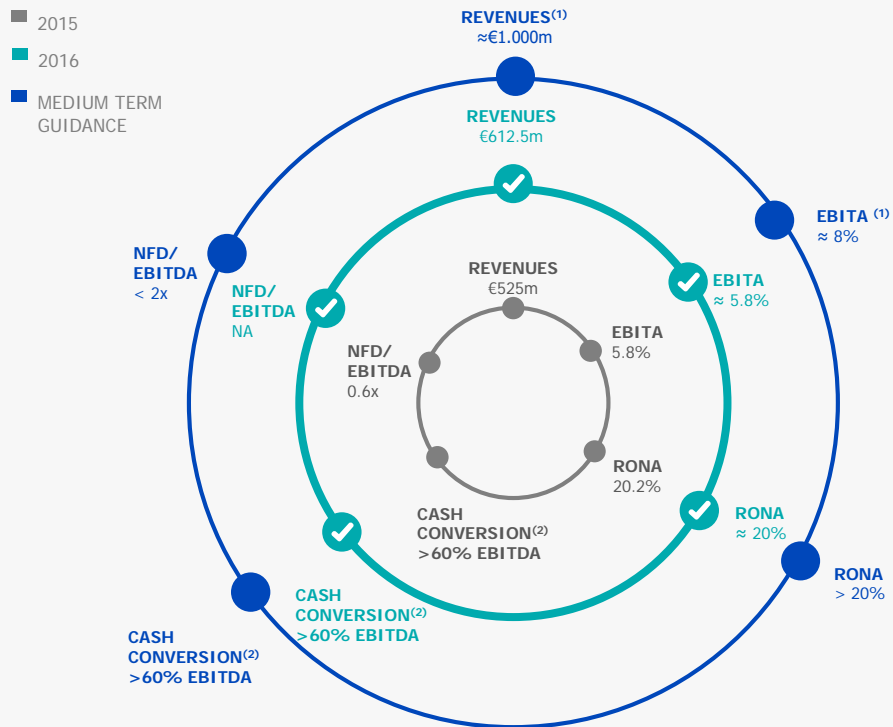 2015
2016
MEDIUM TERM
GUIDANCE
REVENUES(1)
≈€1.000m
REVENUES
€612.5m
EBITA (1)
≈ 8%
NFD/
EBITDA
< 2x
NFD/
EBITDA
NA
REVENUES
€525m
EBITA
≈ 5.8%
EBITA
5.8%
NFD/
EBITDA
0.6x
RONA
20.2%
CASH
CONVERSION(2)
>60% EBITDA
RONA
≈ 20%
RONA
> 20%
CASH
CONVERSION(2)
>60% EBITDA
CASH
CONVERSION(2)
>60% EBITDA